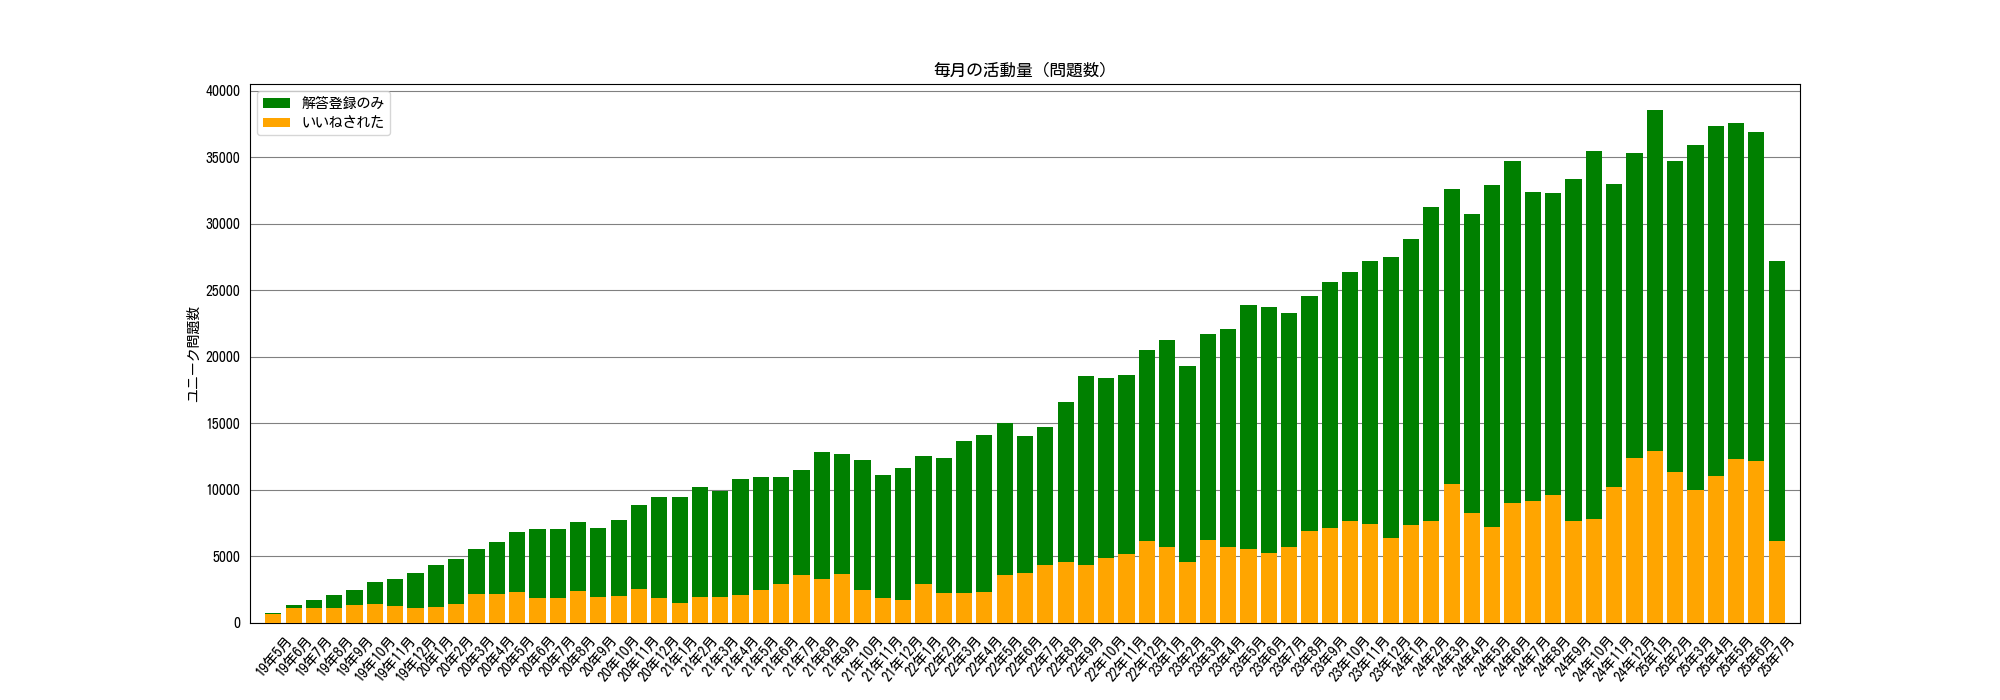 毎月の活動量（問題数）
解答登録のみ
いいねされた
ユニーク問題数
40000
35000
30000
25000
20000
15000
10000
5000
0
19年5月
19年6月
19年7月
19年8月
19年9月
19年10月
19年11月
19年12月
20年1月
20年2月
20年3月
20年4月
20年5月
20年6月
20年7月
20年8月
20年9月
20年10月
20年11月
20年12月
21年1月
21年2月
21年3月
21年4月
21年5月
21年6月
21年7月
21年8月
21年9月
21年10月
21年11月
21年12月
22年1月
22年2月
22年3月
22年4月
22年5月
22年6月
22年7月
22年8月
22年9月
22年10月
22年11月
22年12月
23年1月
23年2月
23年3月
23年4月
23年5月
23年6月
23年7月
23年8月
23年9月
23年10月
23年11月
23年12月
24年1月
24年2月
24年3月
24年4月
24年5月
24年6月
24年7月
24年8月
24年9月
24年10月
24年11月
24年12月
25年1月
25年2月
25年3月
25年4月
25年5月
25年6月
25年7月